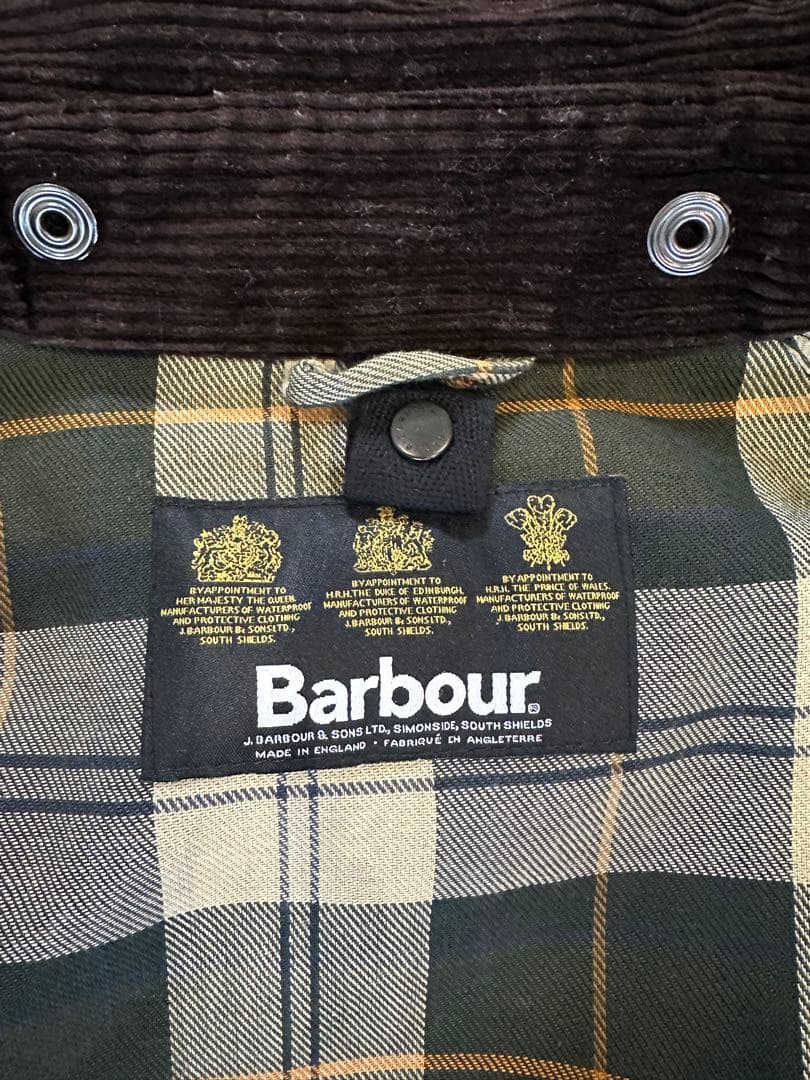 BY APPOINTMENT TO
HER MAJESTY THE QUEEN
MANUFACTURERS OF WATERPROOF
AND PROTECTIVE CLOTHING
J.BARBOUR & SONS LTD.,
SOUTH SHIELDS.
BY APPOINTMENT TO
H.R.H. THE DUKE OF EDINBURGH
MANUFACTURERS OF WATERPROOF
AND PROTECTIVE CLOTHING
J.BARBOUR & SONS LTD.,
SOUTH SHIELDS.
BY APPOINTMENT TO
H.R.H. THE PRINCE OF WALES
MANUFACTURERS OF WATERPROOF
AND PROTECTIVE CLOTHING
J.BARBOUR & SONS LTD.,
SOUTH SHIELDS.
Barbour®
J. BARBOUR & SONS LTD., SIMONSIDE, SOUTH SHIELDS
MADE IN ENGLAND · FABRIQUÉ EN ANGLETERRE